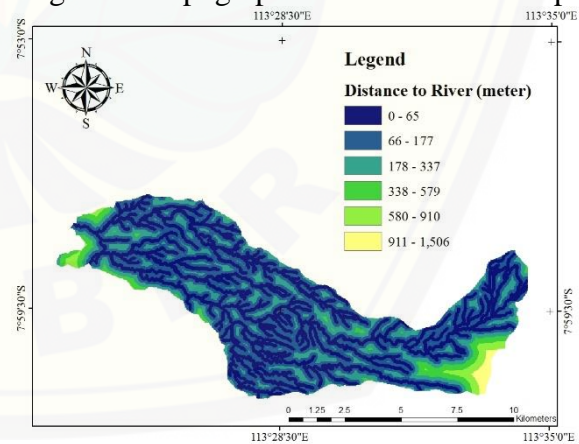 113°28'30"E 113°35'0"E
7°53'0"S
N
W E
S
Legend
Distance to River (meter)
0 - 65
66 - 177
178 - 337
338 - 579
580 - 910
911 - 1,506
7°59'30"S 7°59'30"S
0 1.25 2.5 5 7.5 10
Kilometers
113°28'30"E 113°35'0"E